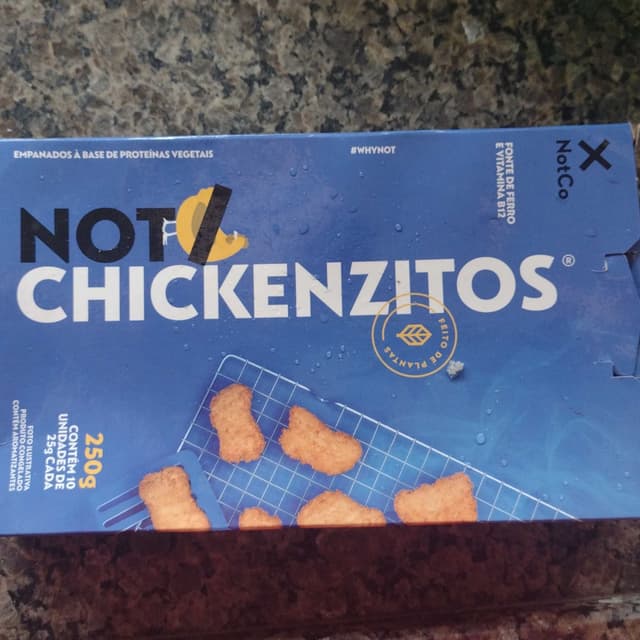 EMPANADOS À BASE DE PROTEÍNAS VEGETAIS
#WHYNOT
FONTE DE FERRO
E VITAMINA B12
NotCo
NOT/
CHICKENZITOS®
FEITO DE PLANTAS
250g
CONTÉM 10
UNIDADES DE
25g CADA
FOTO ILUSTRATIVA
PRODUTO CONGELADO
CONTÉM AROMATIZANTES